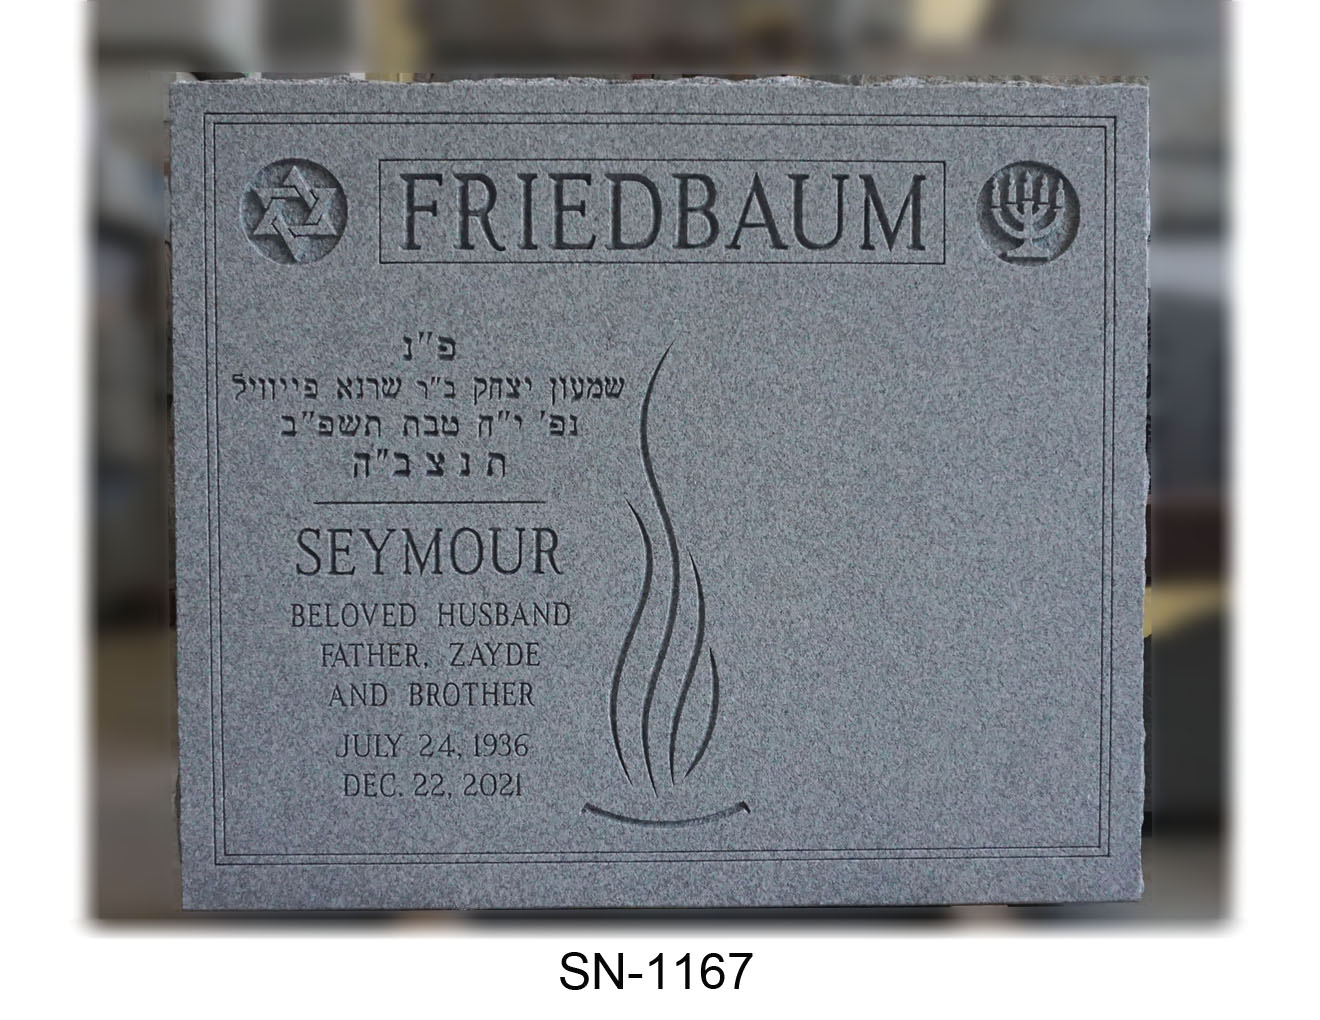 FRIEDBAUM
פ"נ
שמעון יצחק ב"ר שרגא פייוויל
נפ' י"ח טבת תשפ"ב
ת נ צ ב"ה
SEYMOUR
BELOVED HUSBAND
FATHER, ZAYDE
AND BROTHER
JULY 24, 1936
DEC. 22, 2021
SN-1167